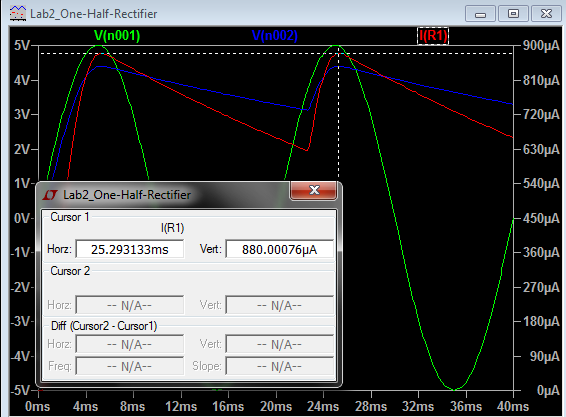 Lab2_One-Half-Rectifier
V(n001) V(n002) I(R1)
5V 900µA
4V 810µA
3V 720µA
2V 630µA
1V 540µA
0V 450µA
-1V 360µA
-2V 270µA
-3V 180µA
-4V 90µA
-5V 0µA
0ms 4ms 8ms 12ms 16ms 20ms 24ms 28ms 32ms 36ms 40ms
Lab2_One-Half-Rectifier
Cursor 1
I(R1)
Horz: 25.293133ms Vert: 880.00076µA
Cursor 2
Horz: -- N/A-- Vert: -- N/A--
Diff (Cursor2 - Cursor1)
Horz: -- N/A-- Vert: -- N/A--
Freq: -- N/A-- Slope: -- N/A--